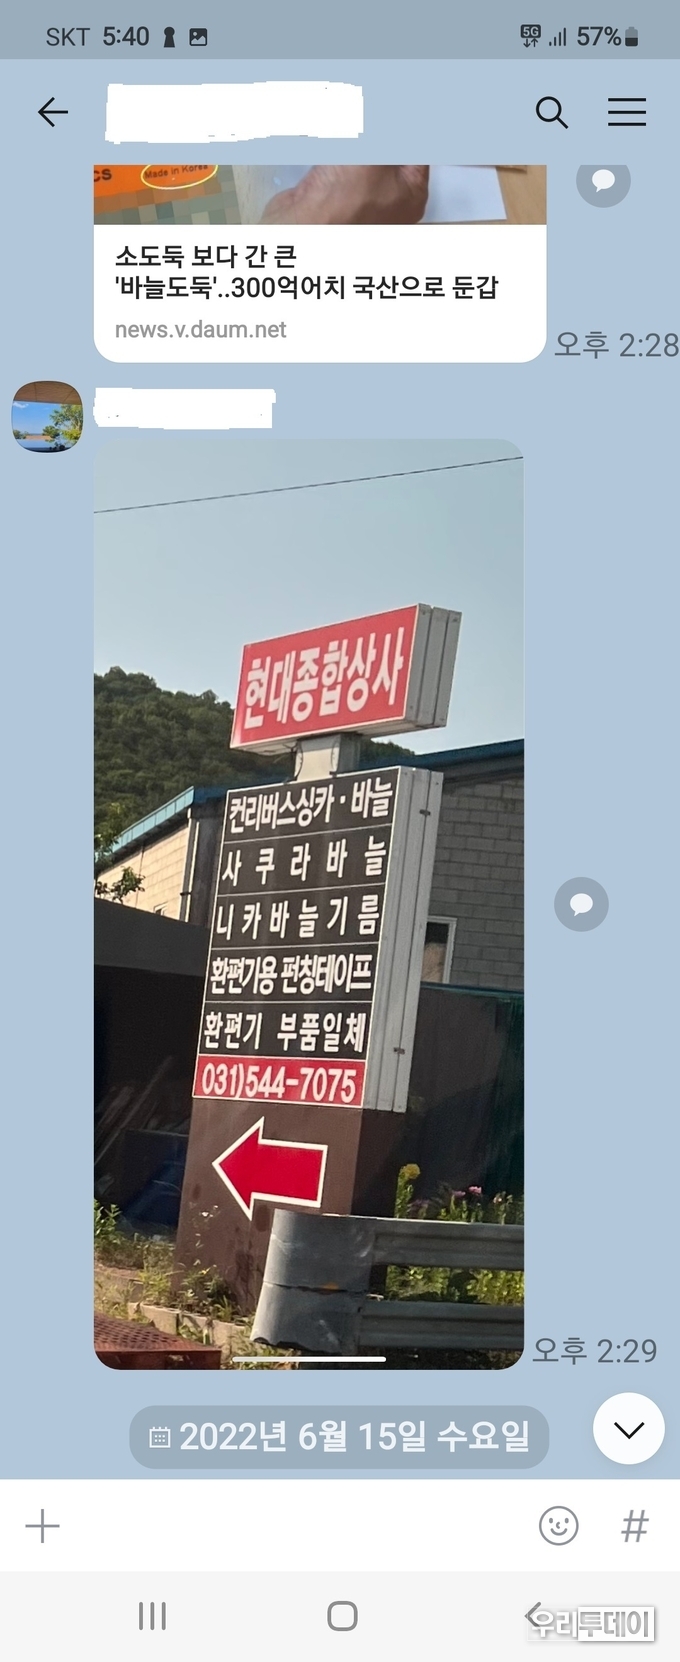 SKT 5:40 5G 57%
cs Made in Korea
소도둑 보다 간 큰
'바늘도둑'..300억어치 국산으로 둔갑
news.v.daum.net
오후 2:28
현대종합상사
컨리버스싱카·바늘
사쿠라바늘
니카바늘기름
환편기용 펀칭테이프
환편기 부품일체
031)544-7075
오후 2:29
2022년 6월 15일 수요일
#
우리투데이